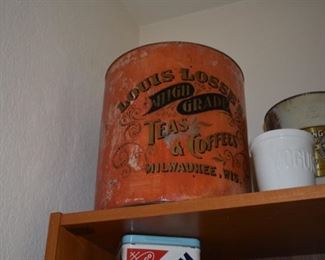 LOUIS LOSSE'S
HIGH
GRADE
TEAS
& COFFEES
MILWAUKEE, WIS.